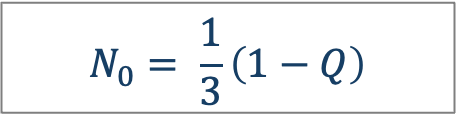 N₀ = 1/3 (1 − Q)